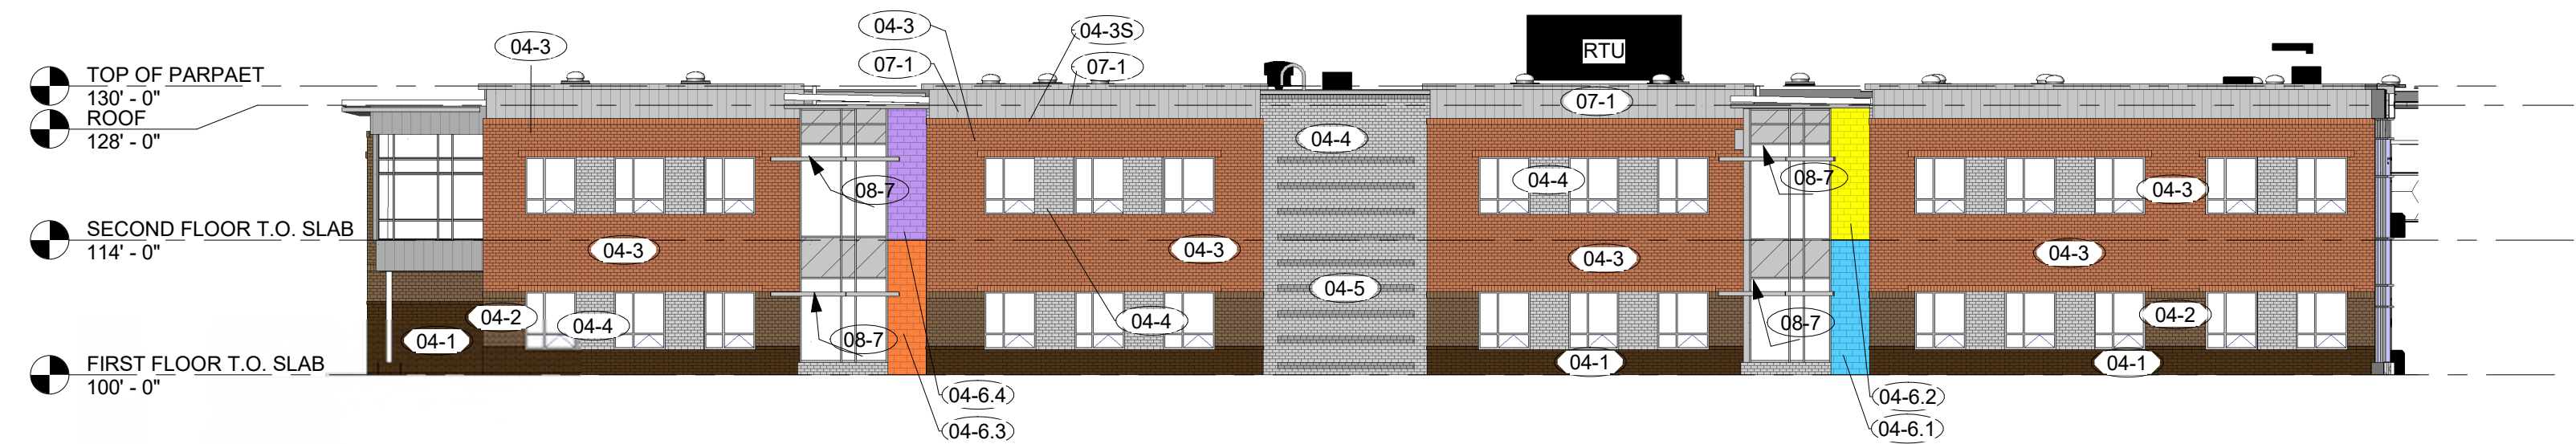 TOP OF PARPAET
130' - 0"
ROOF
128' - 0"
SECOND FLOOR T.O. SLAB
114' - 0"
FIRST FLOOR T.O. SLAB
100' - 0"
04-3
04-3
07-1
04-3S
07-1
RTU
07-1
04-4
04-4
08-7
08-7
04-3
04-3
04-3
04-3
04-3
04-5
04-2
04-4
04-1
08-7
04-4
04-1
08-7
04-2
04-1
04-6.4
04-6.3
04-6.2
04-6.1